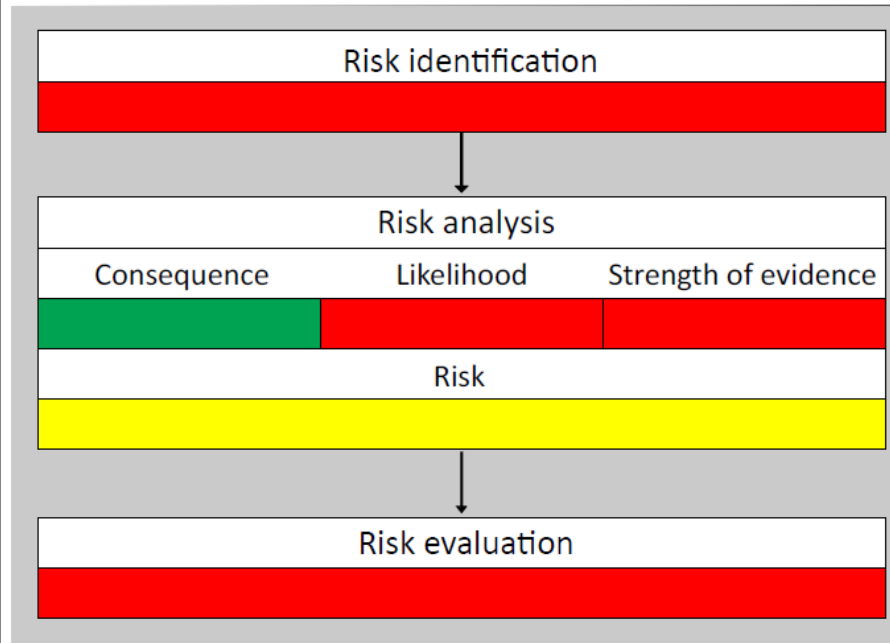 Risk identification
Risk analysis
Consequence Likelihood Strength of evidence
Risk
Risk evaluation